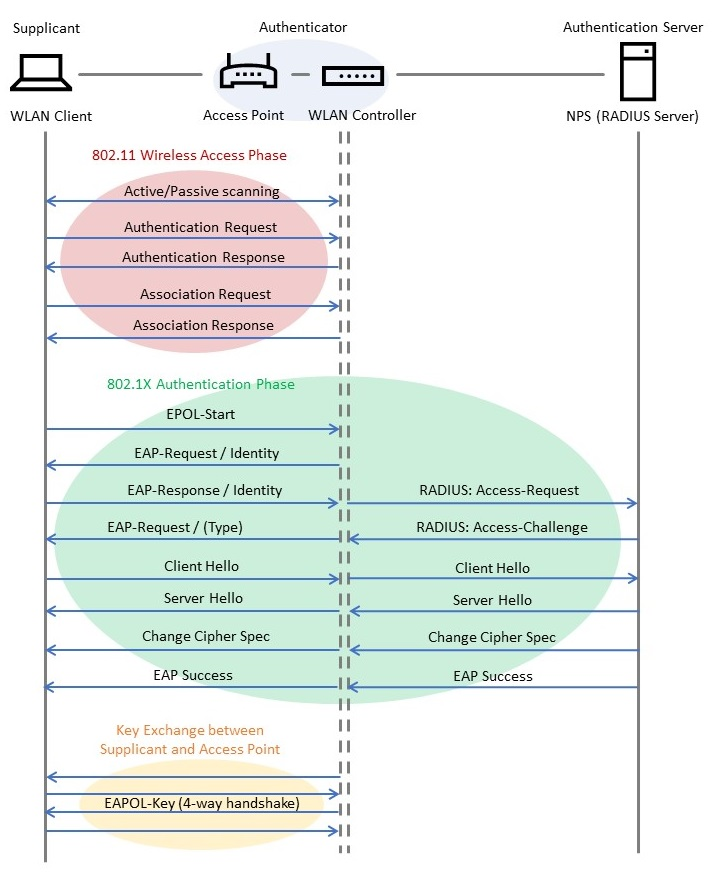 Supplicant
Authenticator
Authentication Server
WLAN Client
Access Point
WLAN Controller
NPS (RADIUS Server)
802.11 Wireless Access Phase
Active/Passive scanning
Authentication Request
Authentication Response
Association Request
Association Response
802.1X Authentication Phase
EPOL-Start
EAP-Request / Identity
EAP-Response / Identity
RADIUS: Access-Request
EAP-Request / (Type)
RADIUS: Access-Challenge
Client Hello
Client Hello
Server Hello
Server Hello
Change Cipher Spec
Change Cipher Spec
EAP Success
EAP Success
Key Exchange between
Supplicant and Access Point
EAPOL-Key (4-way handshake)